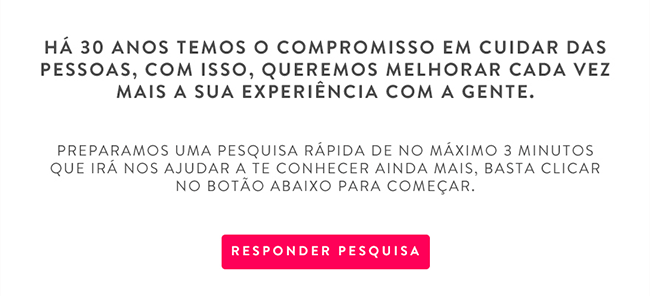 HÁ 30 ANOS TEMOS O COMPROMISSO EM CUIDAR DAS
PESSOAS, COM ISSO, QUEREMOS MELHORAR CADA VEZ
MAIS A SUA EXPERIÊNCIA COM A GENTE.
PREPARAMOS UMA PESQUISA RÁPIDA DE NO MÁXIMO 3 MINUTOS
QUE IRÁ NOS AJUDAR A TE CONHECER AINDA MAIS, BASTA CLICAR
NO BOTÃO ABAIXO PARA COMEÇAR.
RESPONDER PESQUISA